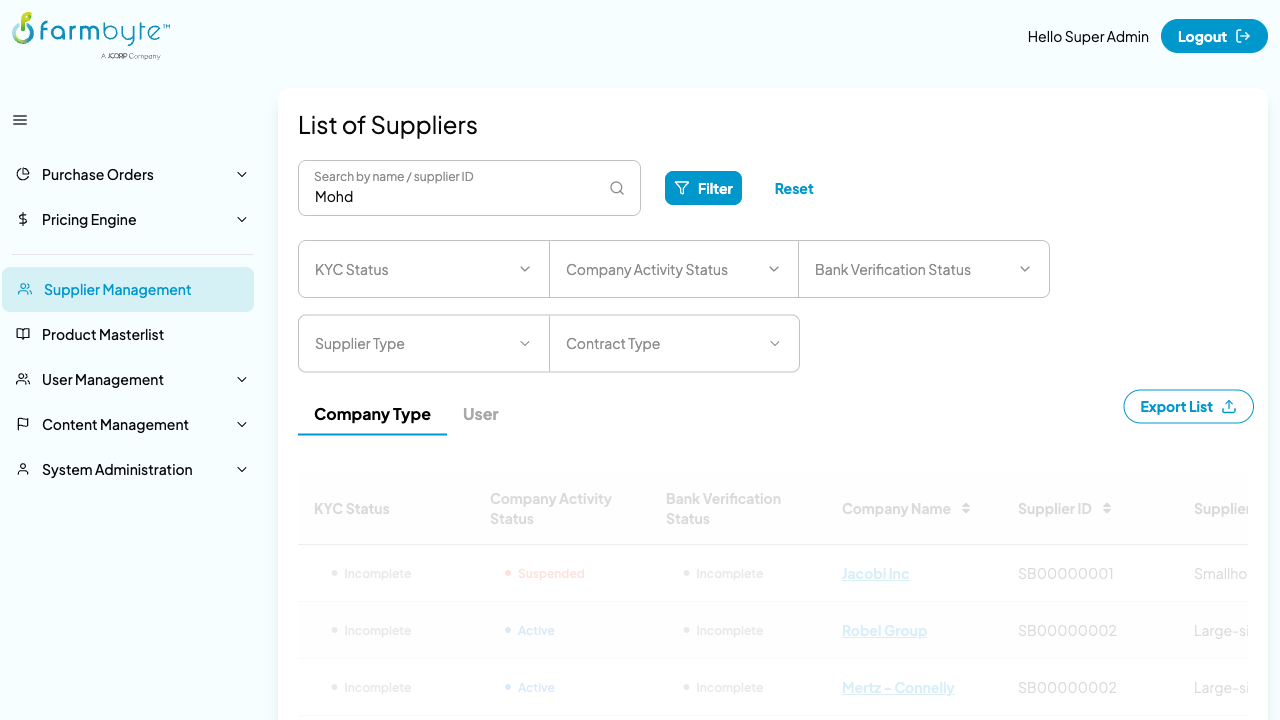 farmbyte™
A JCORP Company
Hello Super Admin
Logout
Purchase Orders
Pricing Engine
Supplier Management
Product Masterlist
User Management
Content Management
System Administration
List of Suppliers
Search by name / supplier ID
Mohd
Filter
Reset
KYC Status
Company Activity Status
Bank Verification Status
Supplier Type
Contract Type
Company Type
User
Export List
KYC Status
Company Activity
Status
Bank Verification
Status
Company Name
Supplier ID
Supplier
Incomplete
Suspended
Incomplete
Jacobi Inc
SB00000001
Smallho
Incomplete
Active
Incomplete
Robel Group
SB00000002
Large-si
Incomplete
Active
Incomplete
Mertz - Connelly
SB00000002
Large-si